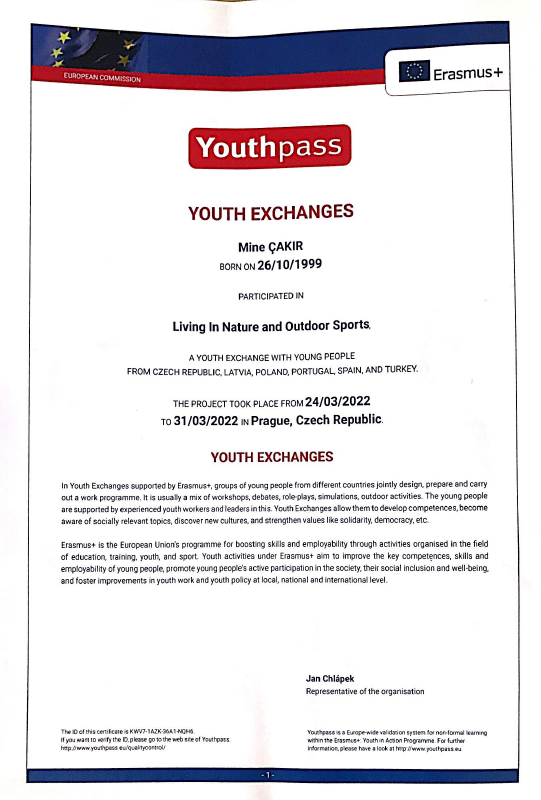 EUROPEAN COMMISSION
Erasmus+
Youthpass
YOUTH EXCHANGES
Mine ÇAKIR
BORN ON 26/10/1999
PARTICIPATED IN
Living In Nature and Outdoor Sports,
A YOUTH EXCHANGE WITH YOUNG PEOPLE
FROM CZECH REPUBLIC, LATVIA, POLAND, PORTUGAL, SPAIN, AND TURKEY.
THE PROJECT TOOK PLACE FROM 24/03/2022
TO 31/03/2022 IN Prague, Czech Republic.
YOUTH EXCHANGES
In Youth Exchanges supported by Erasmus+, groups of young people from different countries jointly design, prepare and carry
out a work programme. It is usually a mix of workshops, debates, role-plays, simulations, outdoor activities. The young people
are supported by experienced youth workers and leaders in this. Youth Exchanges allow them to develop competences, become
aware of socially relevant topics, discover new cultures, and strengthen values like solidarity, democracy, etc.
Erasmus+ is the European Union's programme for boosting skills and employability through activities organised in the field
of education, training, youth, and sport. Youth activities under Erasmus+ aim to improve the key competences, skills and
employability of young people, promote young people's active participation in the society, their social inclusion and well-being,
and foster improvements in youth work and youth policy at local, national and international level.
Jan Chlápek
Representative of the organisation
The ID of this certificate is KWV7-1AZK-36A1-NQH6.
If you want to verify the ID, please go to the web site of Youthpass:
http://www.youthpass.eu/qualitycontrol/
Youthpass is a Europe-wide validation system for non-formal learning
within the Erasmus+: Youth in Action Programme. For further
information, please have a look at http://www.youthpass.eu.
- 1 -